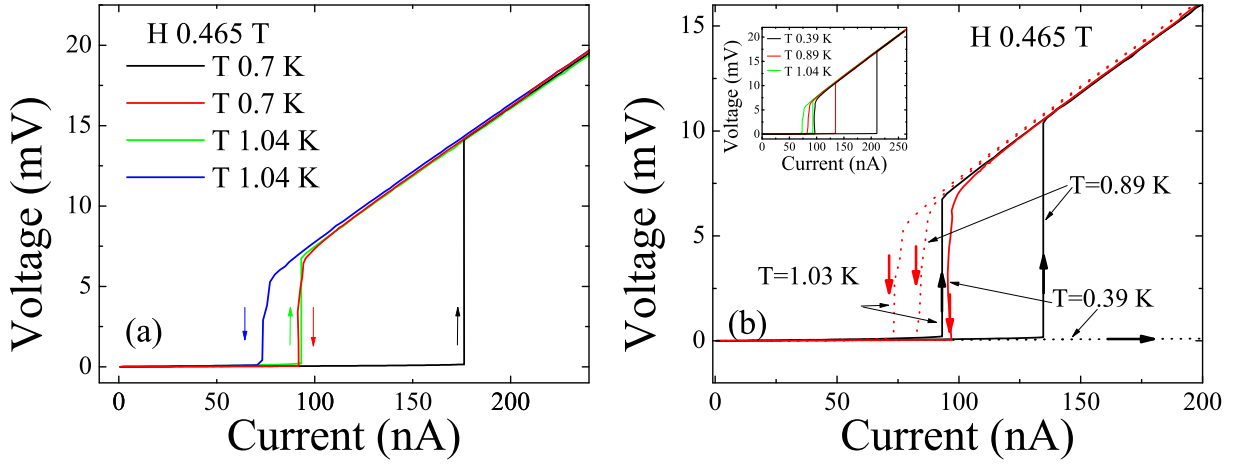 H 0.465 T
T 0.7 K
T 0.7 K
T 1.04 K
T 1.04 K
20
15
10
5
0
Voltage (mV)
(a)
0
50
100
150
200
Current (nA)
H 0.465 T
T 0.39 K
T 0.89 K
T 1.04 K
20
15
10
5
0
Voltage (mV)
0
50
100
150
200
250
Current (nA)
15
10
5
0
Voltage (mV)
T=0.89 K
T=1.03 K
T=0.39 K
(b)
0
50
100
150
200
Current (nA)